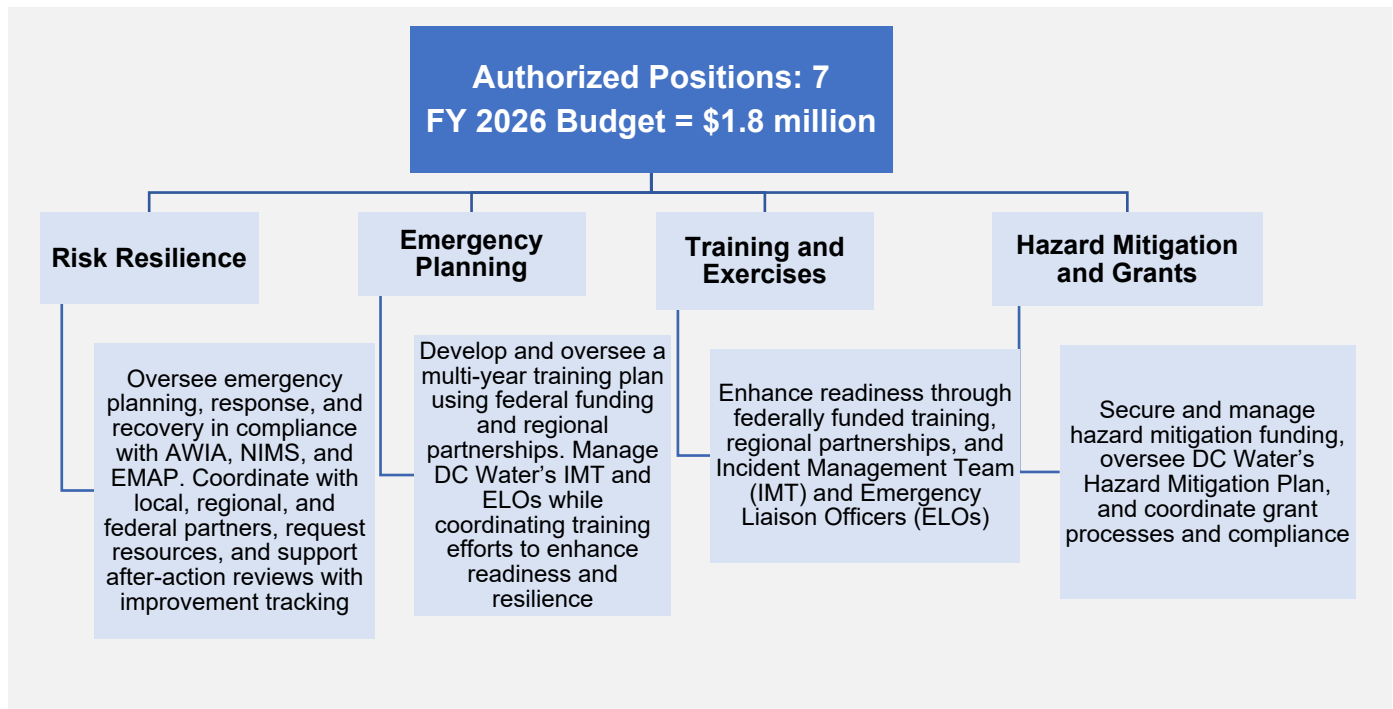 Authorized Positions: 7
FY 2026 Budget = $1.8 million
Risk Resilience
Oversee emergency
planning, response, and
recovery in compliance
with AWIA, NIMS, and
EMAP. Coordinate with
local, regional, and
federal partners, request
resources, and support
after-action reviews with
improvement tracking
Emergency
Planning
Develop and oversee a
multi-year training plan
using federal funding
and regional
partnerships. Manage
DC Water’s IMT and
ELOs while
coordinating training
efforts to enhance
readiness and
resilience
Training and
Exercises
Enhance readiness through
federally funded training,
regional partnerships, and
Incident Management Team
(IMT) and Emergency
Liaison Officers (ELOs)
Hazard Mitigation
and Grants
Secure and manage
hazard mitigation funding,
oversee DC Water’s
Hazard Mitigation Plan,
and coordinate grant
processes and compliance